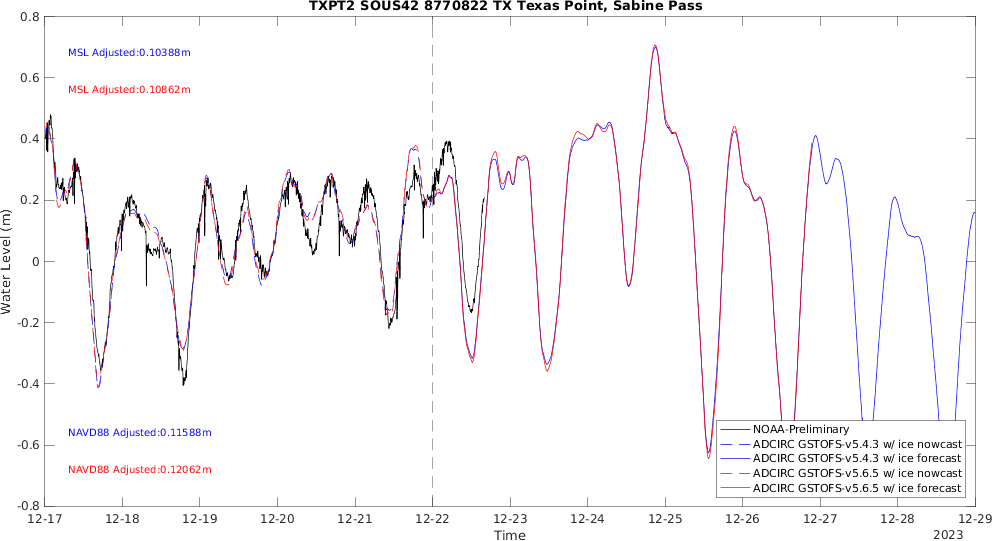 TXPT2 SOUS42 8770822 TX Texas Point, Sabine Pass
MSL Adjusted:0.10388m
MSL Adjusted:0.10862m
NAVD88 Adjusted:0.11588m
NAVD88 Adjusted:0.12062m
Water Level (m)
0.8
0.6
0.4
0.2
0
-0.2
-0.4
-0.6
-0.8
NOAA-Preliminary
ADCIRC GSTOFS-v5.4.3 w/ ice nowcast
ADCIRC GSTOFS-v5.4.3 w/ ice forecast
ADCIRC GSTOFS-v5.6.5 w/ ice nowcast
ADCIRC GSTOFS-v5.6.5 w/ ice forecast
12-17 12-18 12-19 12-20 12-21 12-22 12-23 12-24 12-25 12-26 12-27 12-28 12-29
Time
2023